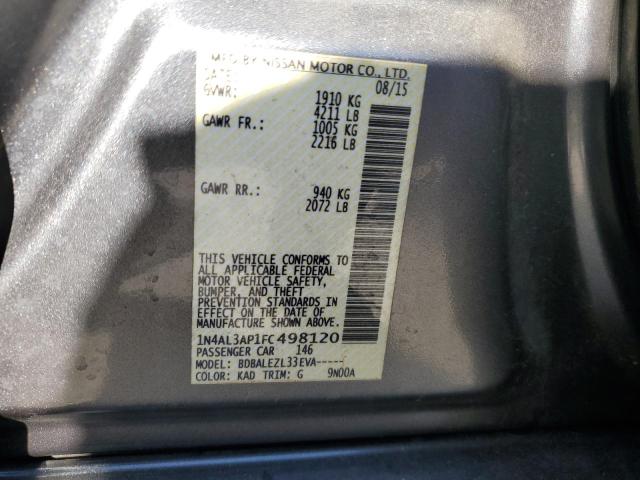 MFD BY NISSAN MOTOR CO., LTD.
DATE: 08/15
GVWR: 1910 KG
4211 LB
GAWR FR.: 1005 KG
2216 LB
GAWR RR.: 940 KG
2072 LB
THIS VEHICLE CONFORMS TO
ALL APPLICABLE FEDERAL
MOTOR VEHICLE SAFETY,
BUMPER, AND THEFT
PREVENTION STANDARDS IN
EFFECT ON THE DATE OF
MANUFACTURE SHOWN ABOVE.
1N4AL3AP1FC498120
PASSENGER CAR 146
MODEL: BDBALEZL33EVA-----
COLOR: KAD TRIM: G 9N00A